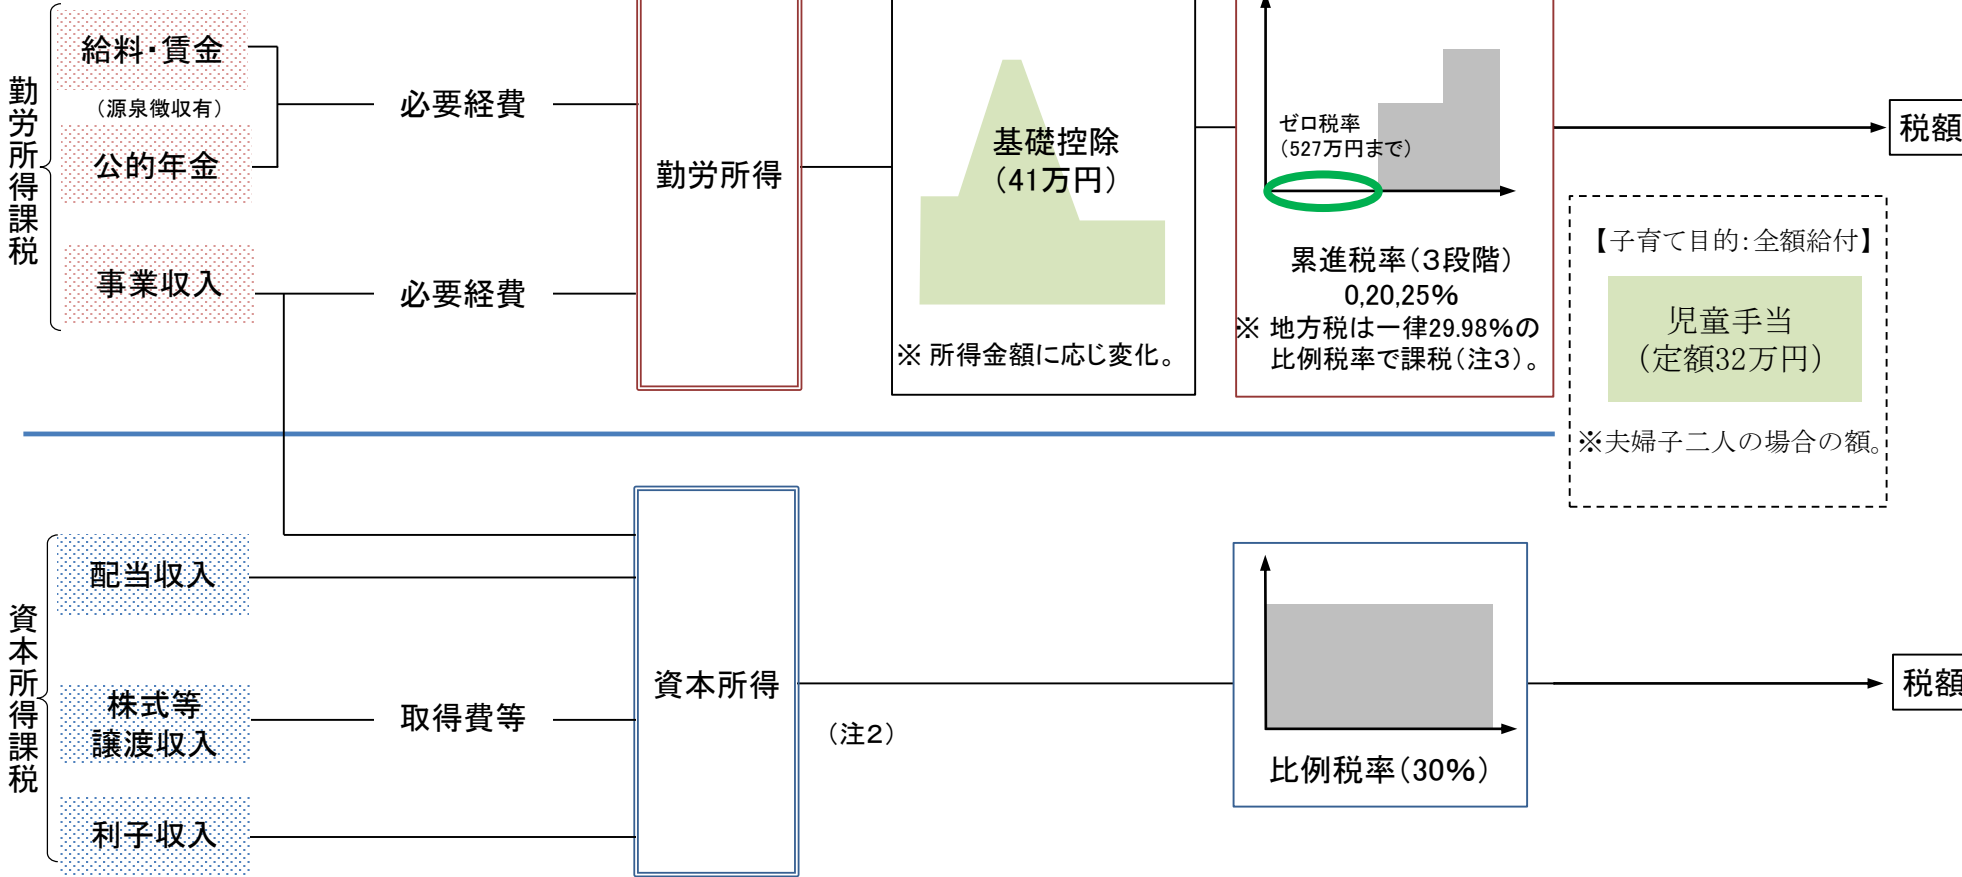 勤労所得課税
給料・賃金
（源泉徴収有）
公的年金
事業収入
必要経費
必要経費
勤労所得
基礎控除
（41万円）
※ 所得金額に応じ変化。
ゼロ税率
（527万円まで）
累進税率（３段階）
0,20,25%
※ 地方税は一律29.98%の
比例税率で課税（注３）。
税額
【子育て目的：全額給付】
児童手当
（定額32万円）
※夫婦子二人の場合の額。
資本所得課税
配当収入
株式等
譲渡収入
利子収入
取得費等
資本所得
（注２）
比例税率（30%）
税額